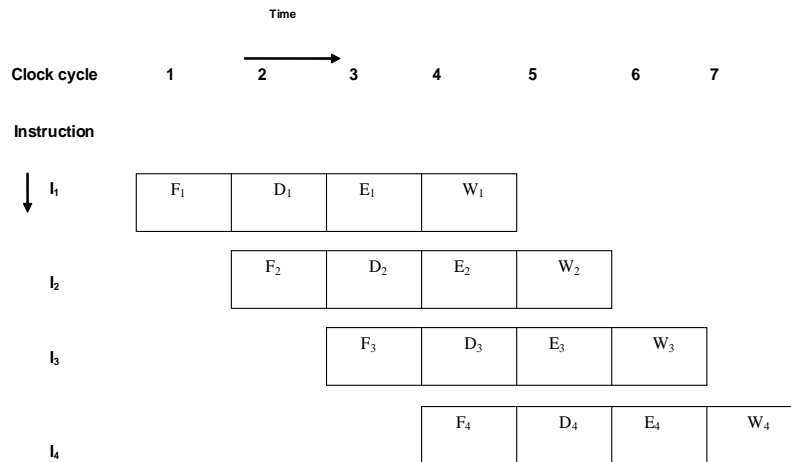 Time
Clock cycle 1 2 3 4 5 6 7
Instruction
I₁ F₁ D₁ E₁ W₁
I₂ F₂ D₂ E₂ W₂
I₃ F₃ D₃ E₃ W₃
I₄ F₄ D₄ E₄ W₄